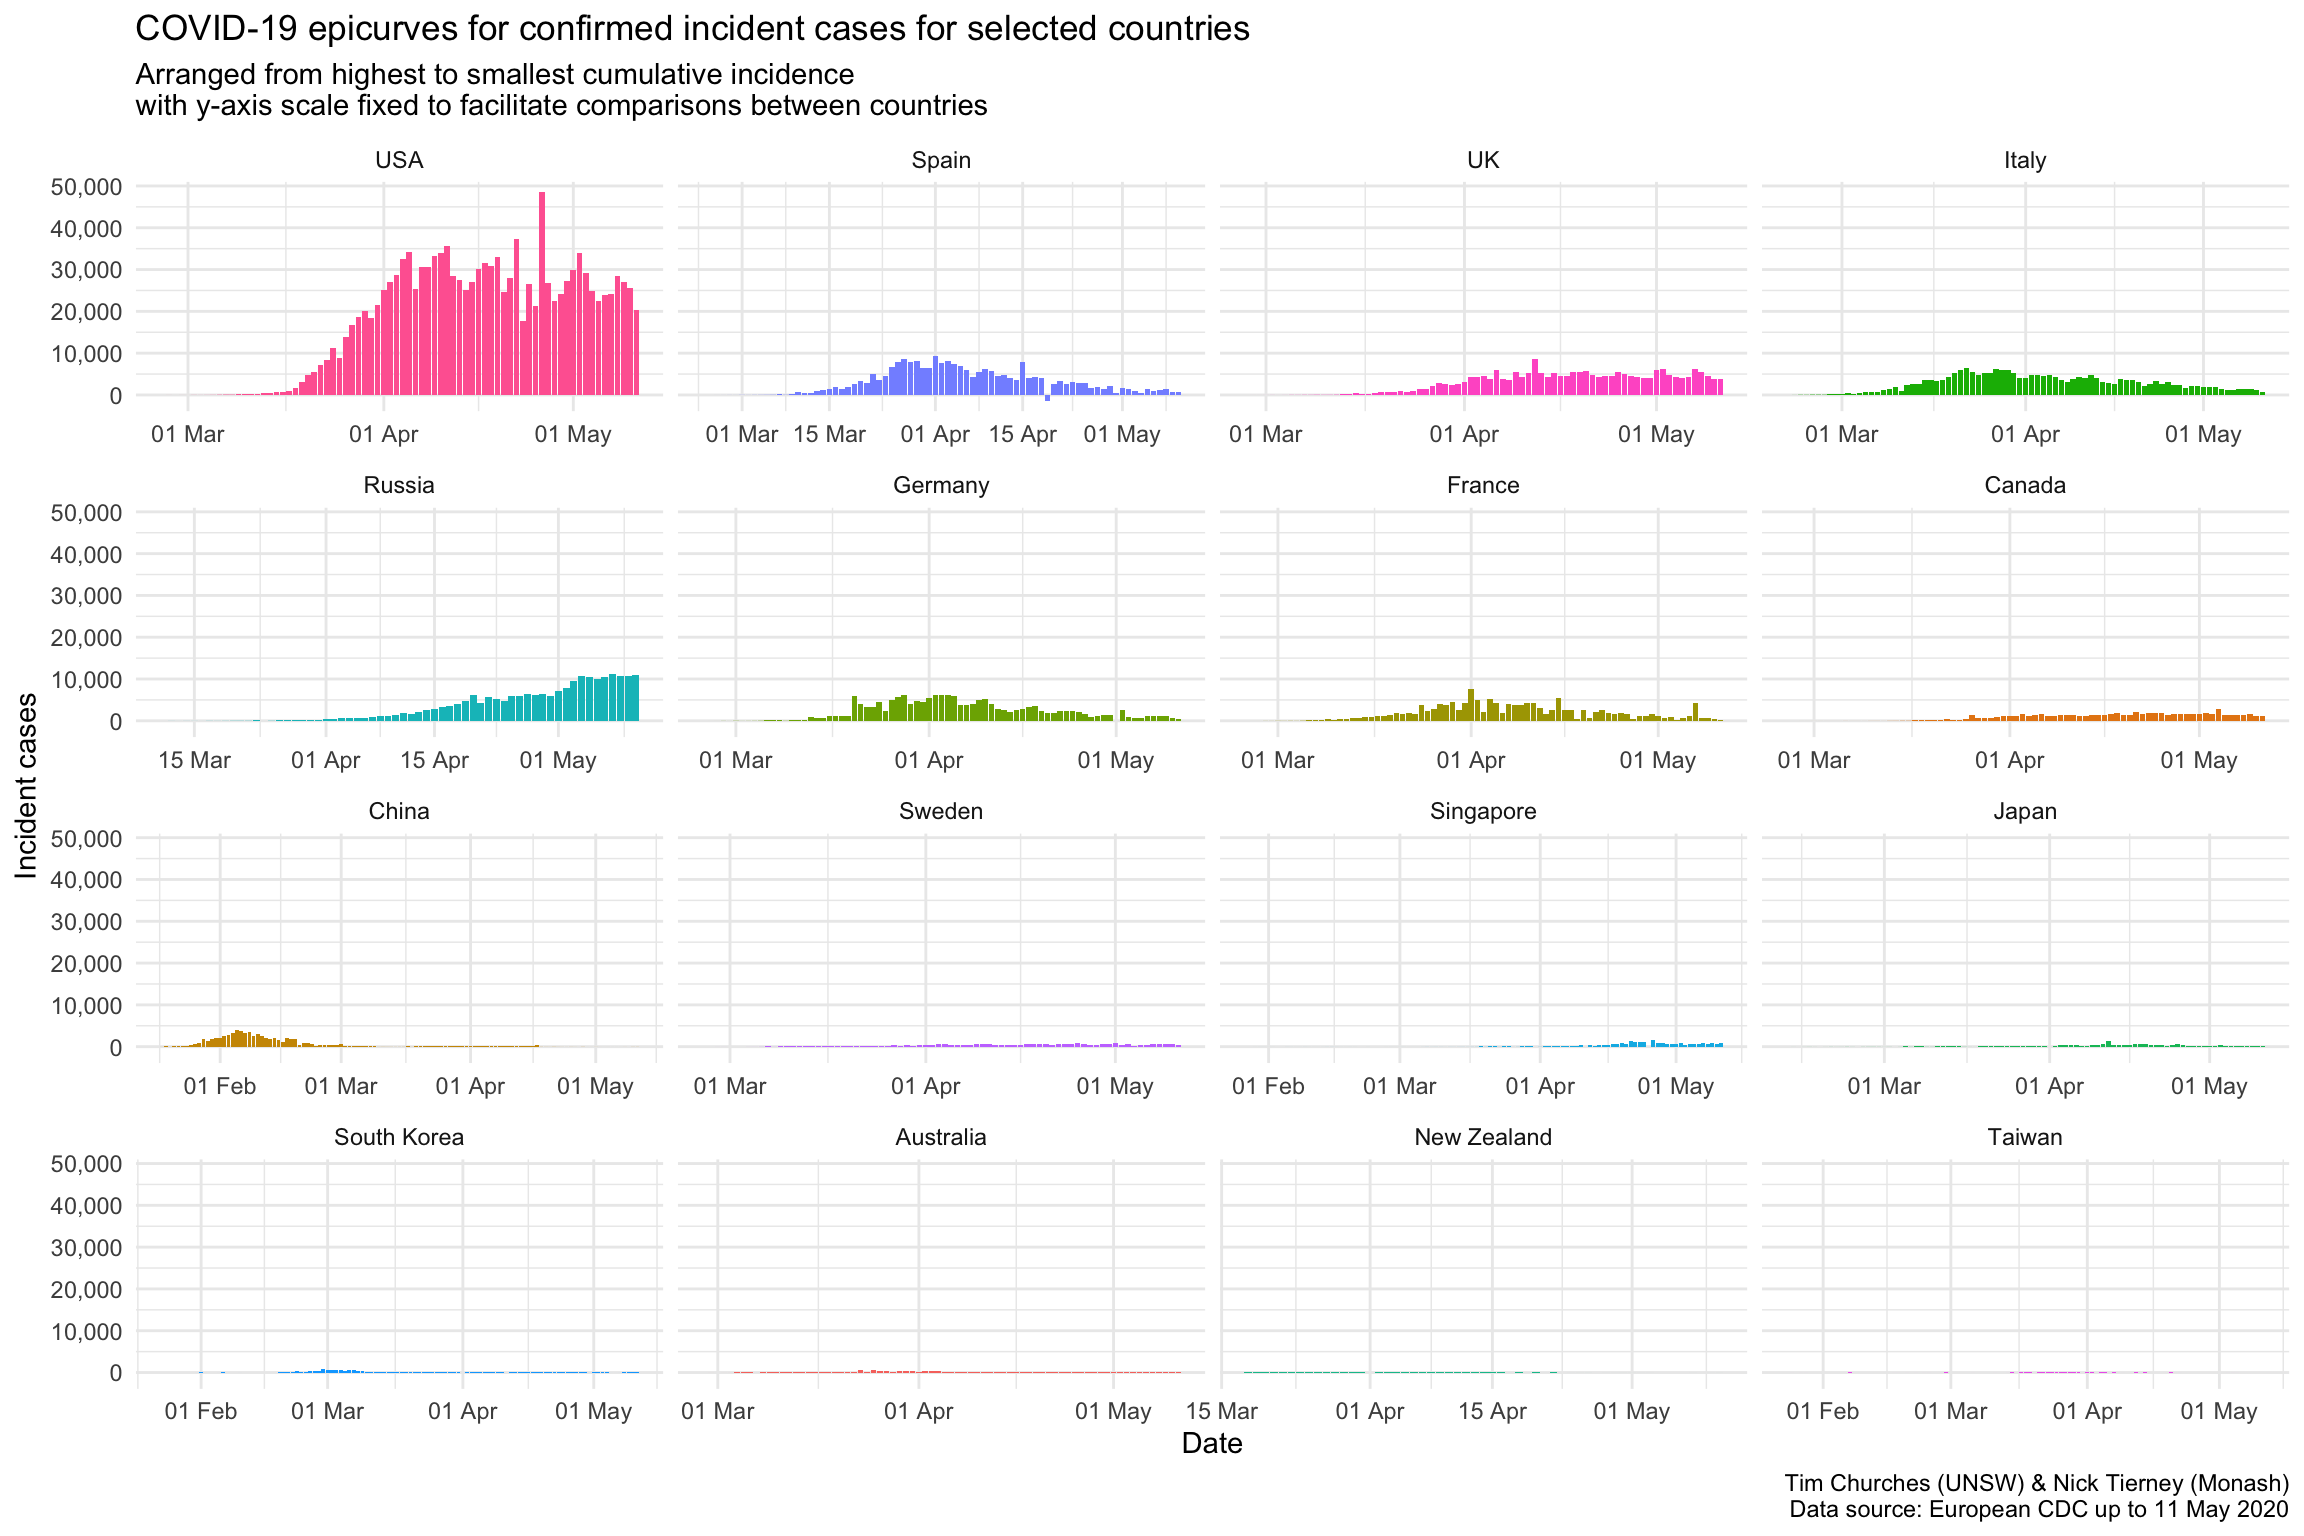 COVID-19 epicurves for confirmed incident cases for selected countries
Arranged from highest to smallest cumulative incidence
with y-axis scale fixed to facilitate comparisons between countries
USA Spain UK Italy
50,000
40,000
30,000
20,000
10,000
0
01 Mar 01 Apr 01 May 01 Mar 15 Mar 01 Apr 15 Apr 01 May 01 Mar 01 Apr 01 May 01 Mar 01 Apr 01 May
Russia Germany France Canada
50,000
40,000
30,000
20,000
10,000
0
15 Mar 01 Apr 15 Apr 01 May 01 Mar 01 Apr 01 May 01 Mar 01 Apr 01 May 01 Mar 01 Apr 01 May
Incident cases
China Sweden Singapore Japan
50,000
40,000
30,000
20,000
10,000
0
01 Feb 01 Mar 01 Apr 01 May 01 Mar 01 Apr 01 May 01 Feb 01 Mar 01 Apr 01 May 01 Mar 01 Apr 01 May
South Korea Australia New Zealand Taiwan
50,000
40,000
30,000
20,000
10,000
0
01 Feb 01 Mar 01 Apr 01 May 01 Mar 01 Apr 01 May 15 Mar 01 Apr 15 Apr 01 May 01 Feb 01 Mar 01 Apr 01 May
Date
Tim Churches (UNSW) & Nick Tierney (Monash)
Data source: European CDC up to 11 May 2020